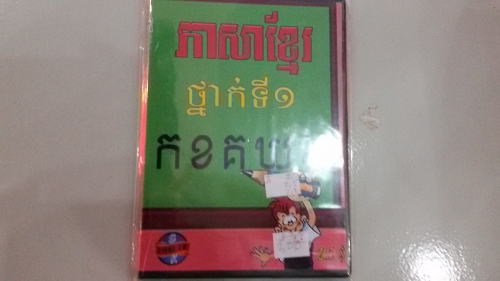 ភាសាខ្មែរ
ថ្នាក់ទី១
ក ខ គ ឃ